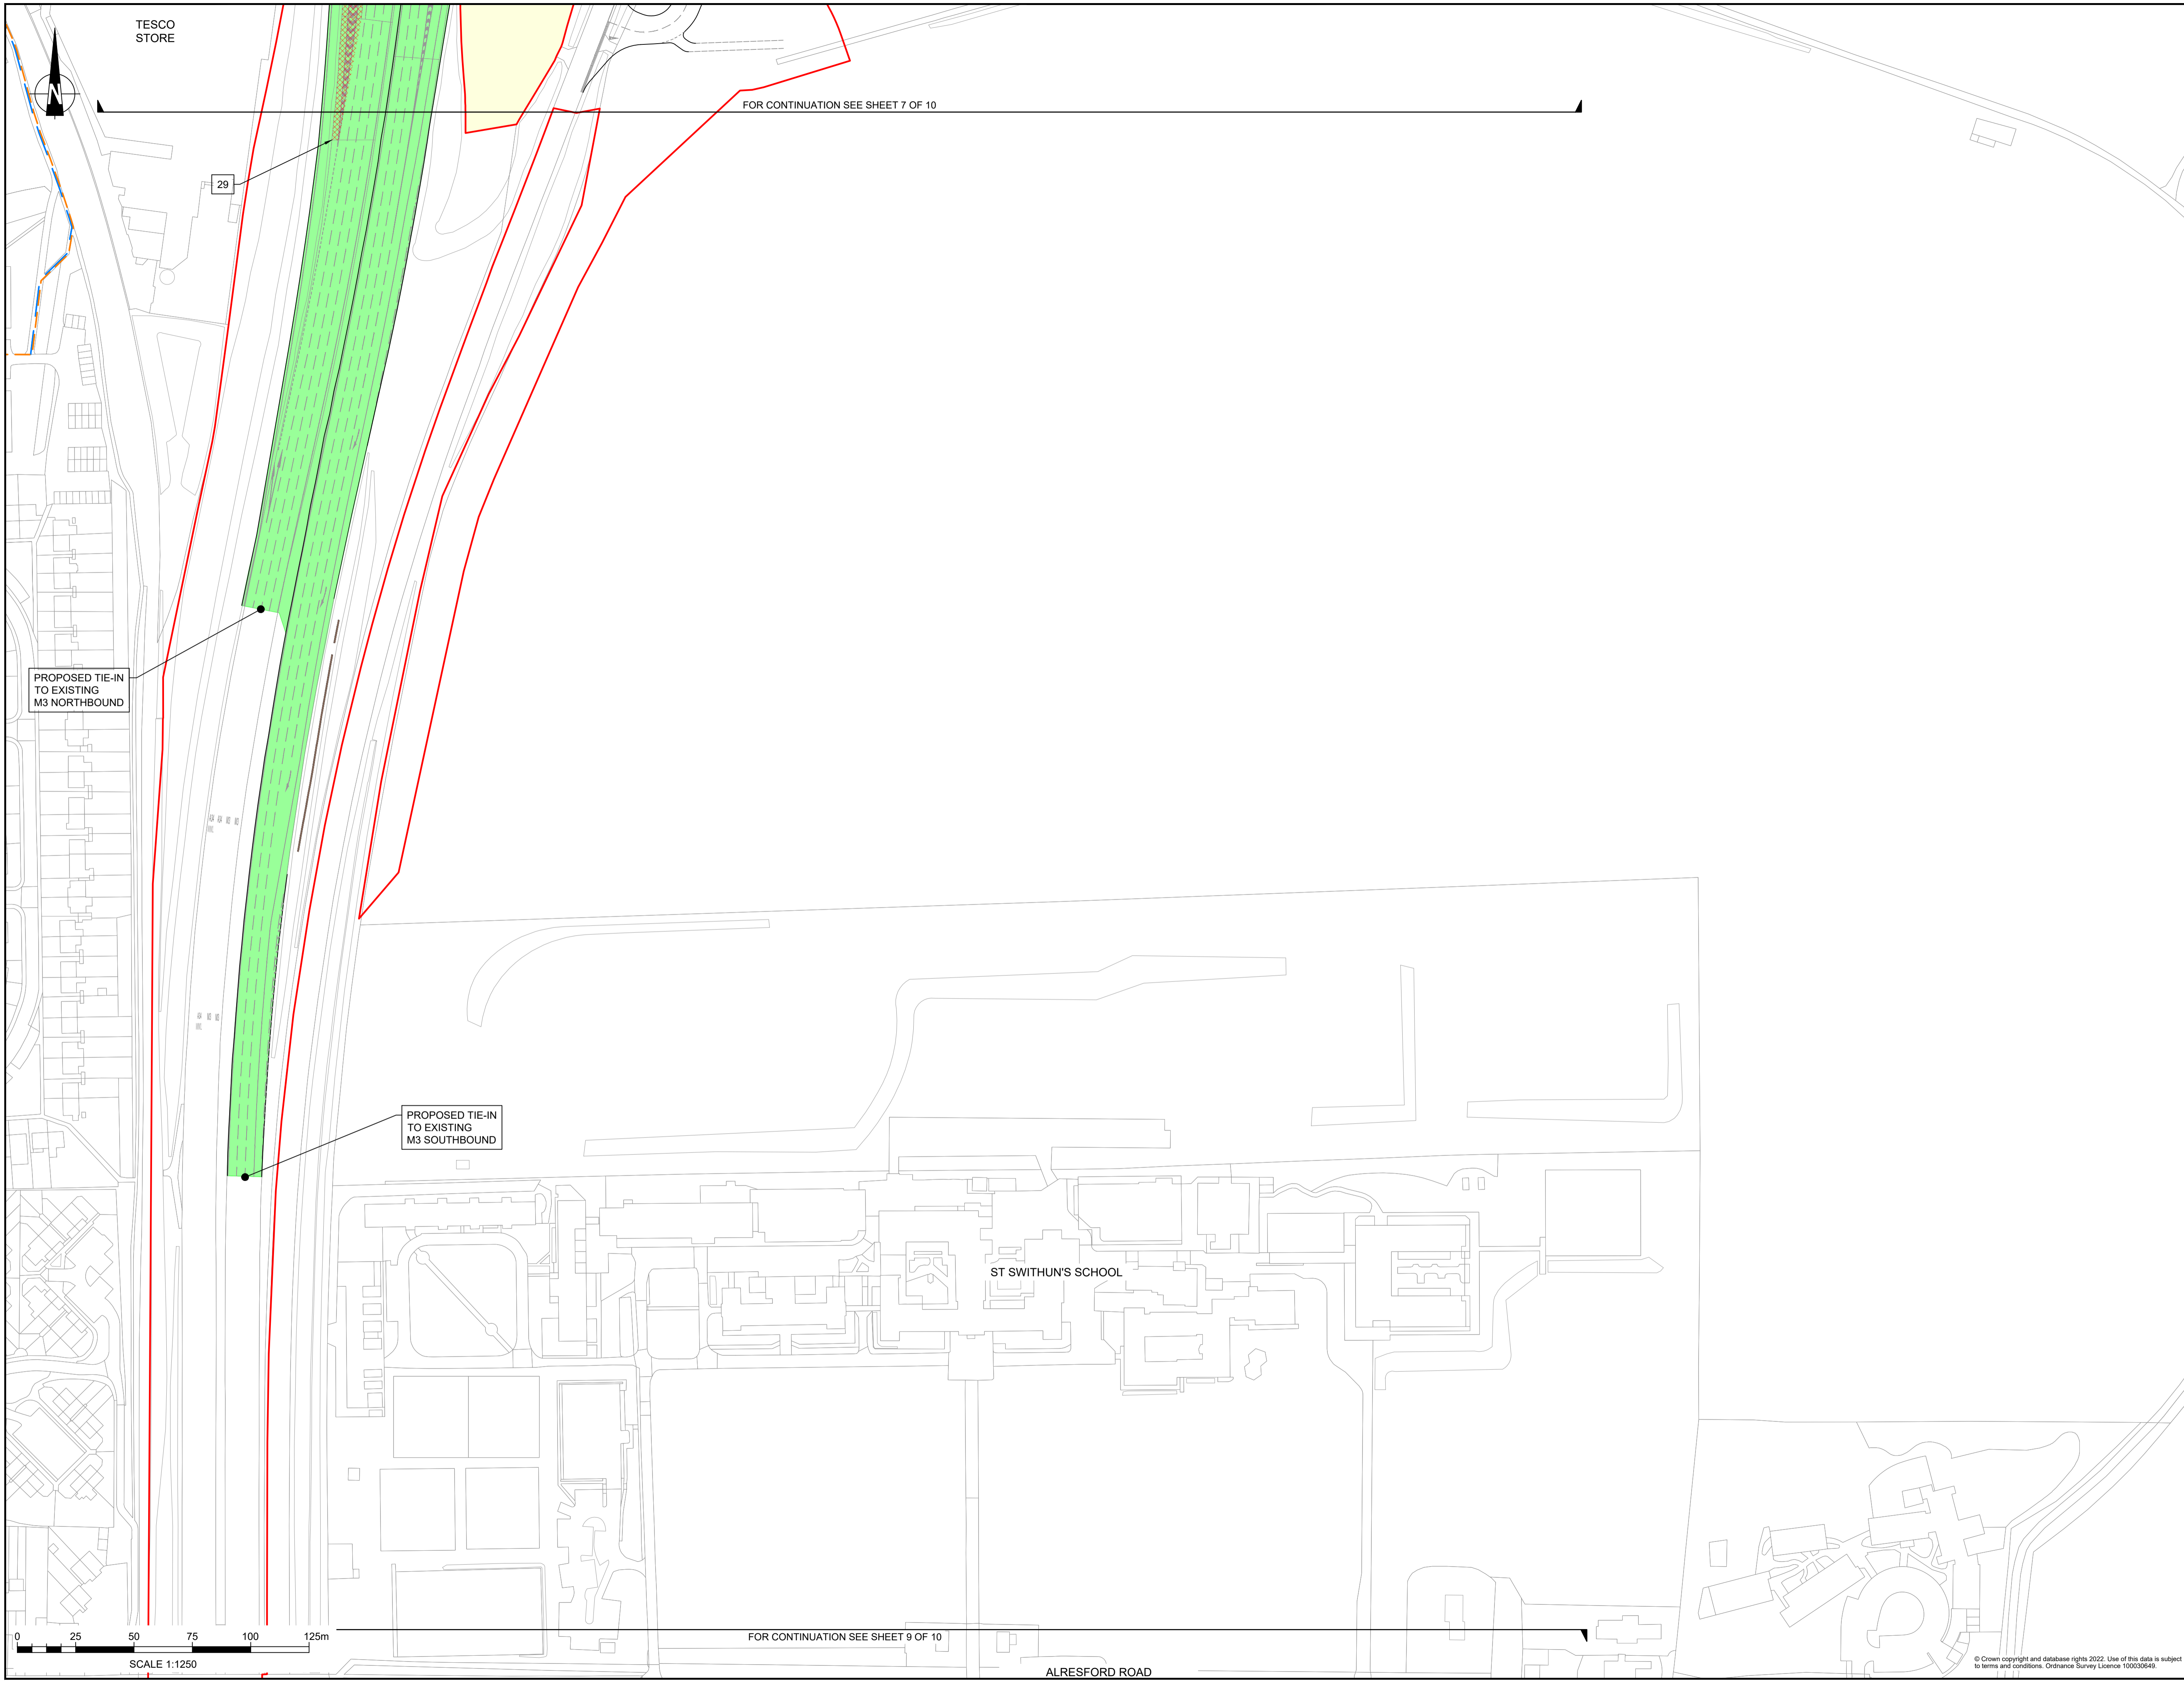 TESCO
STORE
N
FOR CONTINUATION SEE SHEET 7 OF 10
29
PROPOSED TIE-IN
TO EXISTING
M3 NORTHBOUND
PROPOSED TIE-IN
TO EXISTING
M3 SOUTHBOUND
ST SWITHUN'S SCHOOL
0 25 50 75 100 125m
SCALE 1:1250
FOR CONTINUATION SEE SHEET 9 OF 10
ALRESFORD ROAD
© Crown copyright and database rights 2022. Use of this data is subject
to terms and conditions. Ordnance Survey Licence 100030649.